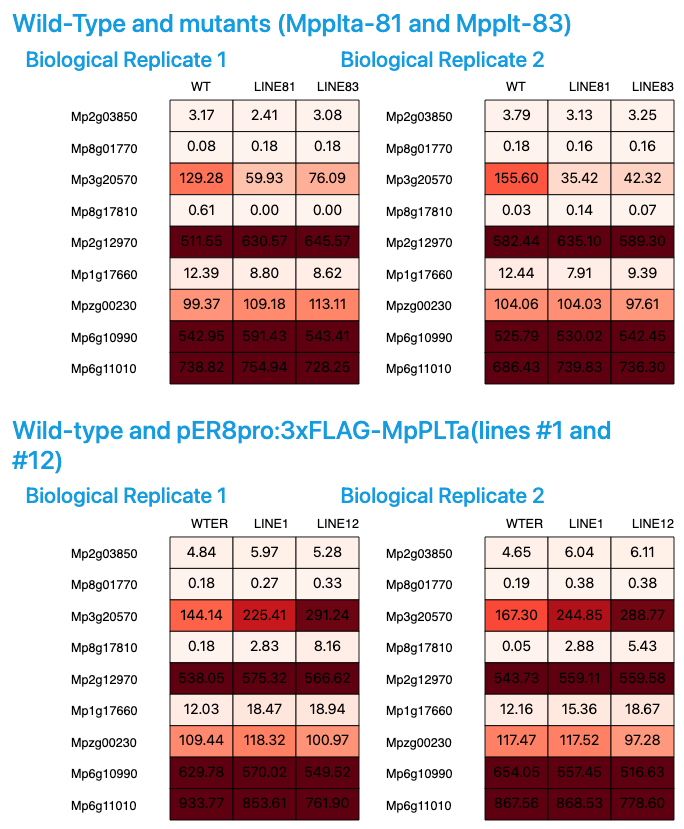 Wild-Type and mutants (Mpplta-81 and Mpplt-83)
Biological Replicate 1 Biological Replicate 2
WT LINE81 LINE83 WT LINE81 LINE83
Mp2g03850 3.17 2.41 3.08 Mp2g03850 3.79 3.13 3.25
Mp8g01770 0.08 0.18 0.18 Mp8g01770 0.18 0.16 0.16
Mp3g20570 129.28 59.93 76.09 Mp3g20570 155.60 35.42 42.32
Mp8g17810 0.61 0.00 0.00 Mp8g17810 0.03 0.14 0.07
Mp2g12970 511.55 630.57 645.57 Mp2g12970 582.44 635.10 589.30
Mp1g17660 12.39 8.80 8.62 Mp1g17660 12.44 7.91 9.39
Mpzg00230 99.37 109.18 113.11 Mpzg00230 104.06 104.03 97.61
Mp6g10990 542.95 591.43 543.41 Mp6g10990 525.79 530.02 542.45
Mp6g11010 738.82 754.94 728.25 Mp6g11010 686.43 739.83 736.30
Wild-type and pER8pro:3xFLAG-MpPLTa(lines #1 and
#12)
Biological Replicate 1 Biological Replicate 2
WTER LINE1 LINE12 WTER LINE1 LINE12
Mp2g03850 4.84 5.97 5.28 Mp2g03850 4.65 6.04 6.11
Mp8g01770 0.18 0.27 0.33 Mp8g01770 0.19 0.38 0.38
Mp3g20570 144.14 225.41 291.24 Mp3g20570 167.30 244.85 288.77
Mp8g17810 0.18 2.83 8.16 Mp8g17810 0.05 2.88 5.43
Mp2g12970 538.05 575.32 566.62 Mp2g12970 543.73 559.11 559.58
Mp1g17660 12.03 18.47 18.94 Mp1g17660 12.16 15.36 18.67
Mpzg00230 109.44 118.32 100.97 Mpzg00230 117.47 117.52 97.28
Mp6g10990 629.78 570.02 549.52 Mp6g10990 654.05 557.45 516.63
Mp6g11010 933.77 853.61 761.90 Mp6g11010 867.56 868.53 778.60